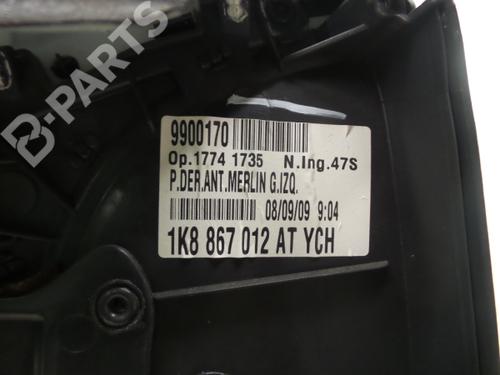 B-PARTS
9900170
Op.1774 1735 N.Ing.47S
P.DER.ANT.MERLIN G.IZQ.
08/09/09 9:04
1K8 867 012 AT YCH
B-PARTS